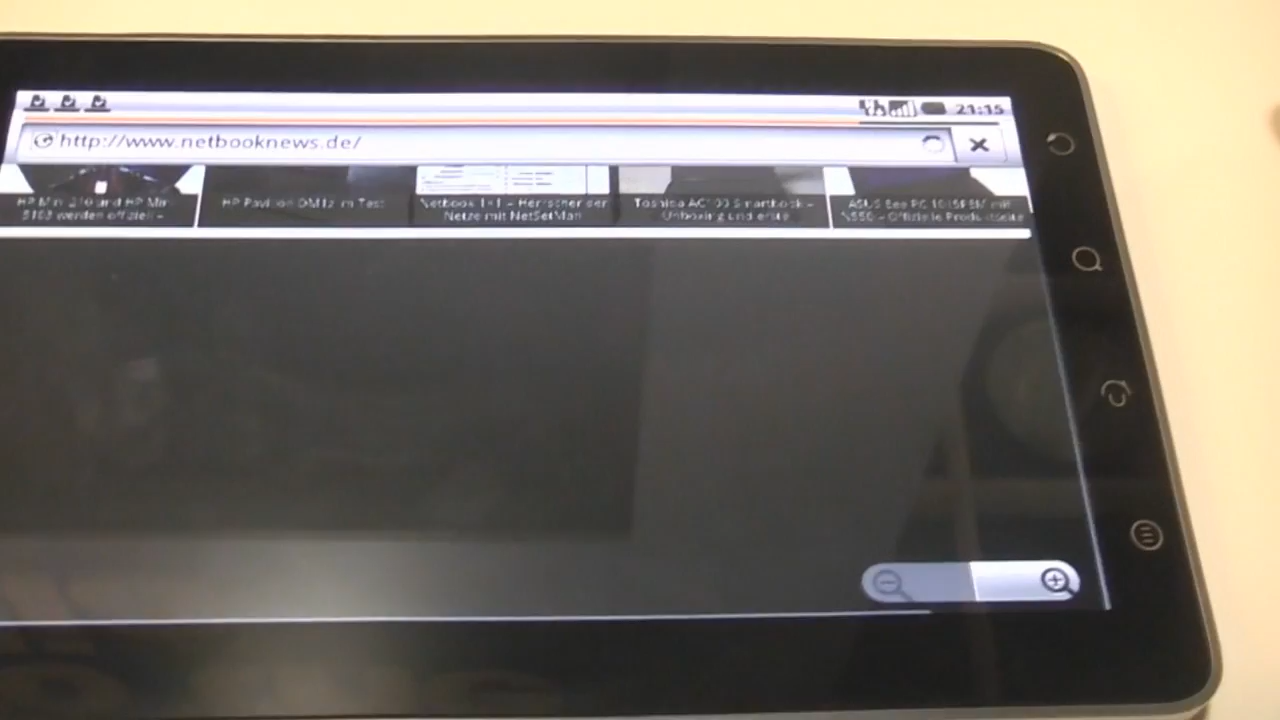 21:15
http://www.netbooknews.de/
HP Mini 210 and HP Mini
5103 werden offiziell –
HP Pavilion DM1z im Test
Netbook 1×1 – Herrscher der
Netze mit NetSetMan
Toshiba AC100 Smartbook –
Unboxing und erste
ASUS Eee PC 1015PEM mit
N550 – Offizielle Produktseite